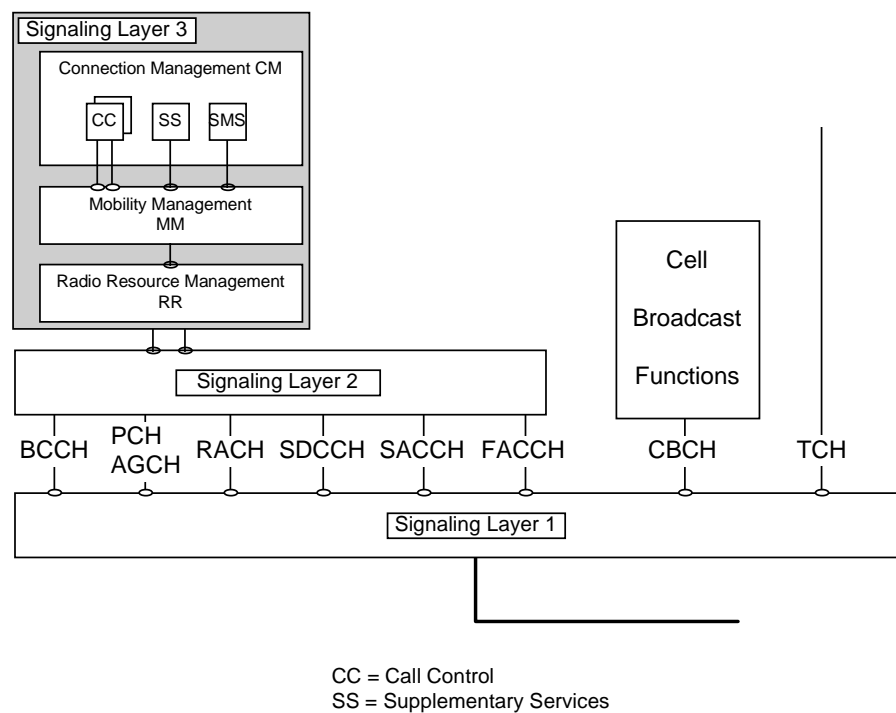 Signaling Layer 3
Connection Management CM
CC
SS
SMS
Mobility Management
MM
Radio Resource Management
RR
Cell
Broadcast
Functions
Signaling Layer 2
BCCH
PCH
AGCH
RACH
SDCCH
SACCH
FACCH
CBCH
TCH
Signaling Layer 1
CC = Call Control
SS = Supplementary Services